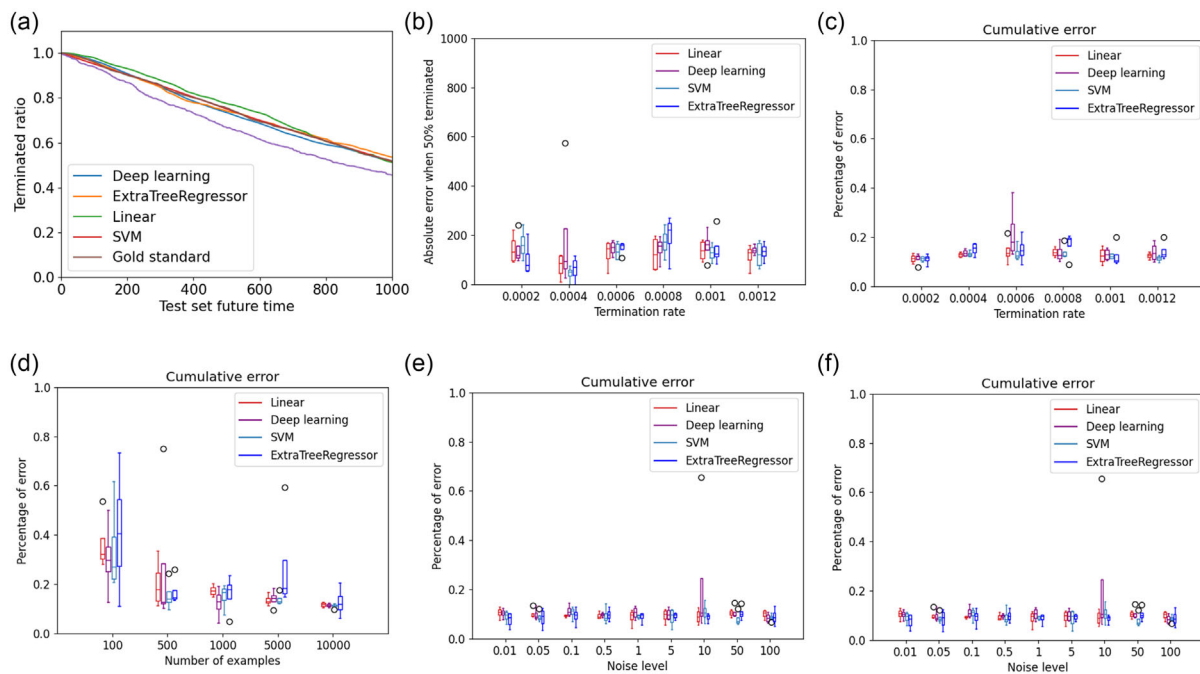 (a)
1.0
0.8
0.6
0.4
0.2
0.0
Terminated ratio
Deep learning
ExtraTreeRegressor
Linear
SVM
Gold standard
0 200 400 600 800 1000
Test set future time
(b)
1000
800
600
400
200
0
Absolute error when 50% terminated
Linear
Deep learning
SVM
ExtraTreeRegressor
0.0002 0.0004 0.0006 0.0008 0.001 0.0012
Termination rate
(c)
Cumulative error
1.0
0.8
0.6
0.4
0.2
0.0
Percentage of error
Linear
Deep learning
SVM
ExtraTreeRegressor
0.0002 0.0004 0.0006 0.0008 0.001 0.0012
Termination rate
(d)
Cumulative error
1.0
0.8
0.6
0.4
0.2
0.0
Percentage of error
Linear
Deep learning
SVM
ExtraTreeRegressor
100 500 1000 5000 10000
Number of examples
(e)
Cumulative error
1.0
0.8
0.6
0.4
0.2
0.0
Percentage of error
Linear
Deep learning
SVM
ExtraTreeRegressor
0.01 0.05 0.1 0.5 1 5 10 50 100
Noise level
(f)
Cumulative error
1.0
0.8
0.6
0.4
0.2
0.0
Percentage of error
Linear
Deep learning
SVM
ExtraTreeRegressor
0.01 0.05 0.1 0.5 1 5 10 50 100
Noise level